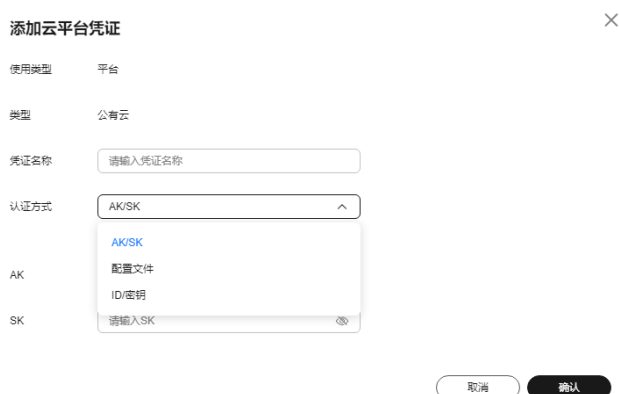 添加云平台凭证
使用类型 平台
类型 公有云
凭证名称 请输入凭证名称
认证方式 AK/SK
AK/SK
配置文件
AK
ID/密钥
SK 请输入SK
取消 确认